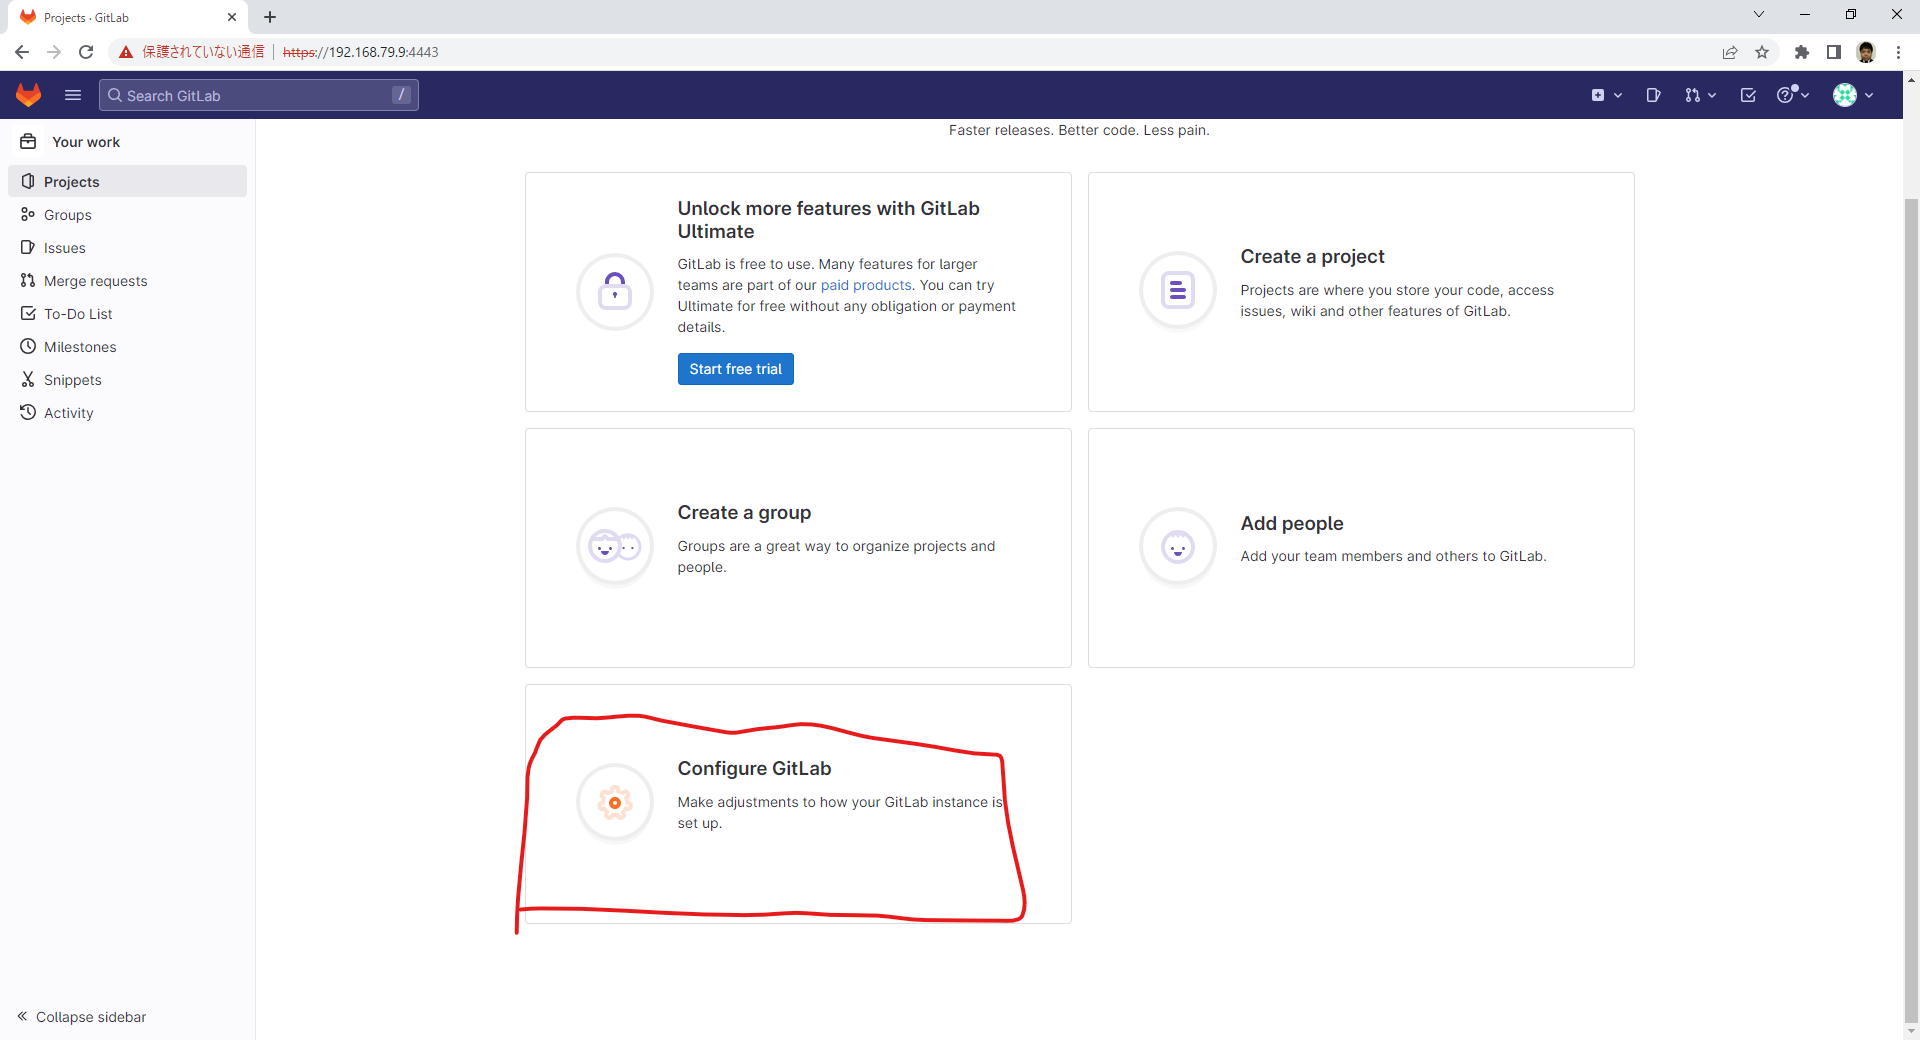 Projects · GitLab
保護されていない通信
https://192.168.79.9:4443
Search GitLab
/
Your work
Projects
Groups
Issues
Merge requests
To-Do List
Milestones
Snippets
Activity
Faster releases. Better code. Less pain.
Unlock more features with GitLab
Ultimate
GitLab is free to use. Many features for larger
teams are part of our paid products. You can try
Ultimate for free without any obligation or payment
details.
Start free trial
Create a project
Projects are where you store your code, access
issues, wiki and other features of GitLab.
Create a group
Groups are a great way to organize projects and
people.
Add people
Add your team members and others to GitLab.
Configure GitLab
Make adjustments to how your GitLab instance is
set up.
Collapse sidebar